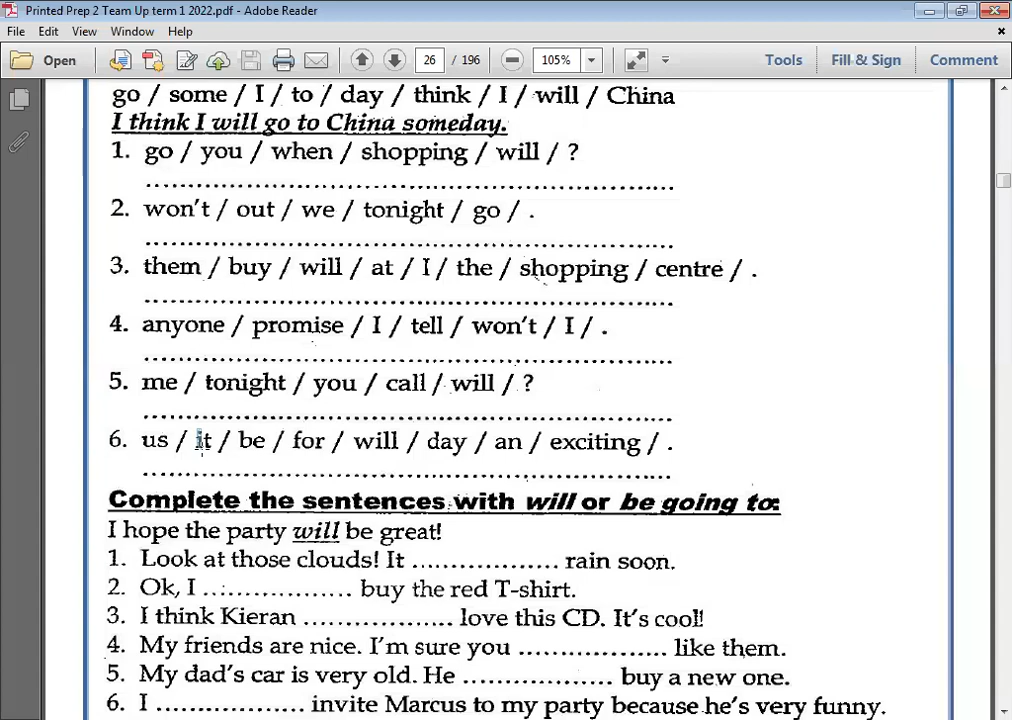 Printed Prep 2 Team Up term 1 2022.pdf - Adobe Reader
File Edit View Window Help
Open 26 / 196 105% Tools Fill & Sign Comment
go / some / I / to / day / think / I / will / China
I think I will go to China someday.
1. go / you / when / shopping / will / ?
..........................................................................
2. won't / out / we / tonight / go / .
..........................................................................
3. them / buy / will / at / I / the / shopping / centre / .
..........................................................................
4. anyone / promise / I / tell / won't / I / .
..........................................................................
5. me / tonight / you / call / will / ?
..........................................................................
6. us / it / be / for / will / day / an / exciting / .
..........................................................................
Complete the sentences with will or be going to:
I hope the party will be great!
1. Look at those clouds! It .................... rain soon.
2. Ok, I .................... buy the red T-shirt.
3. I think Kieran .................... love this CD. It's cool!
4. My friends are nice. I'm sure you .................... like them.
5. My dad's car is very old. He .................... buy a new one.
6. I .................... invite Marcus to my party because he's very funny.